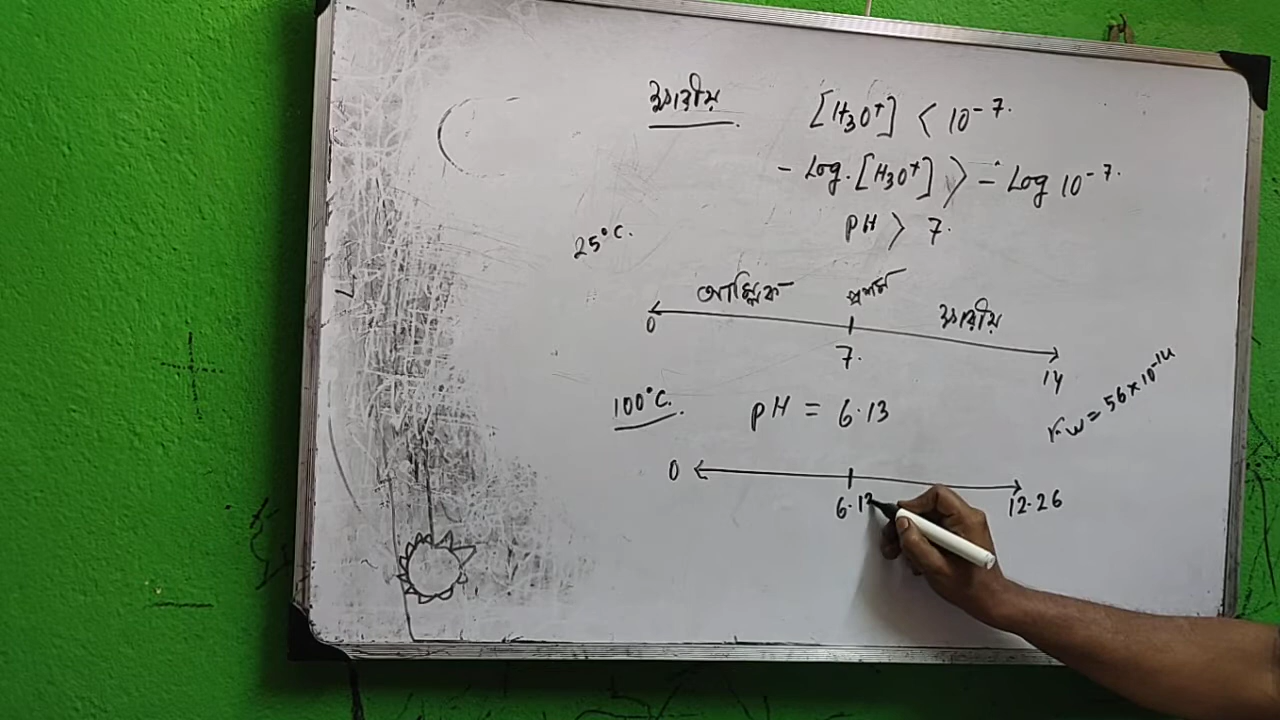 ক্ষারীয় [H₃O⁺] < 10⁻⁷.
- Log. [H₃O⁺] > - Log 10⁻⁷.
25°C. PH > 7.
আম্লিক প্রশম ক্ষারীয়
0 7. 14
100°C. PH = 6.13
Kw = 56 × 10⁻¹⁴
0 6.13 12.26